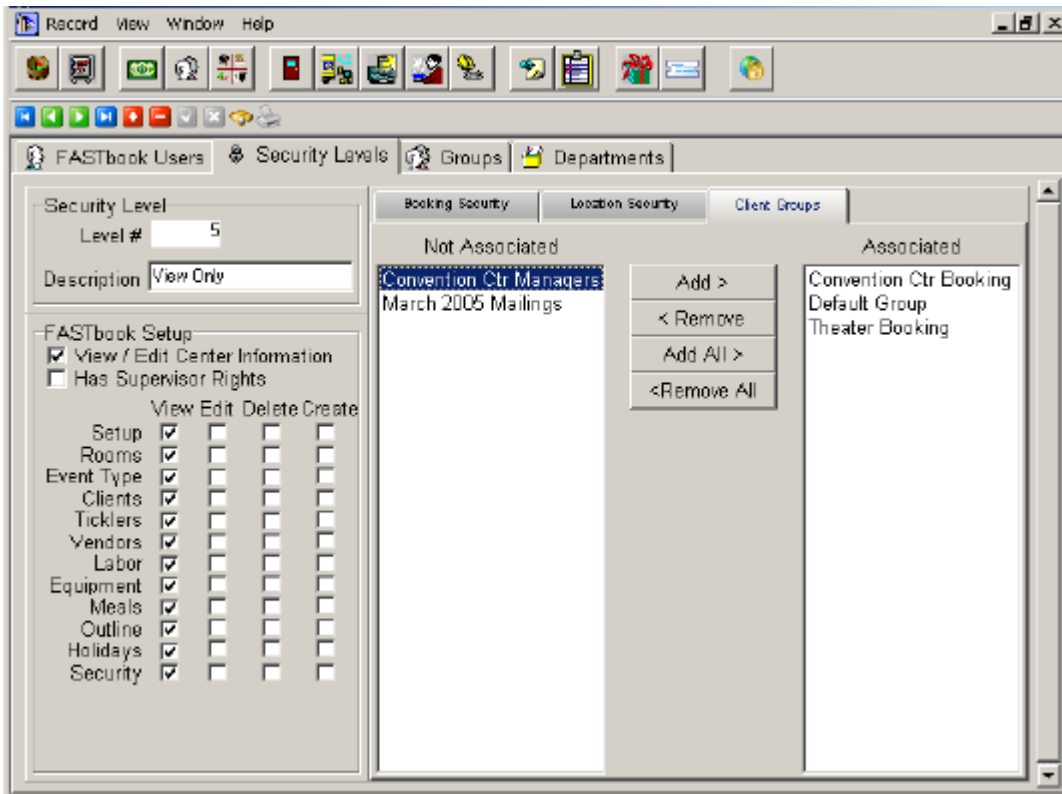 Record View Window Help
FASTbook Users Security Levels Groups Departments
Security Level
Level # 5
Description View Only
FASTbook Setup
View / Edit Center Information
Has Supervisor Rights
View Edit Delete Create
Setup
Rooms
Event Type
Clients
Ticklers
Vendors
Labor
Equipment
Meals
Outline
Holidays
Security
Booking Security Location Security Client Groups
Not Associated
Convention Ctr Managers
March 2005 Mailings
Add >
< Remove
Add All >
<Remove All
Associated
Convention Ctr Booking
Default Group
Theater Booking